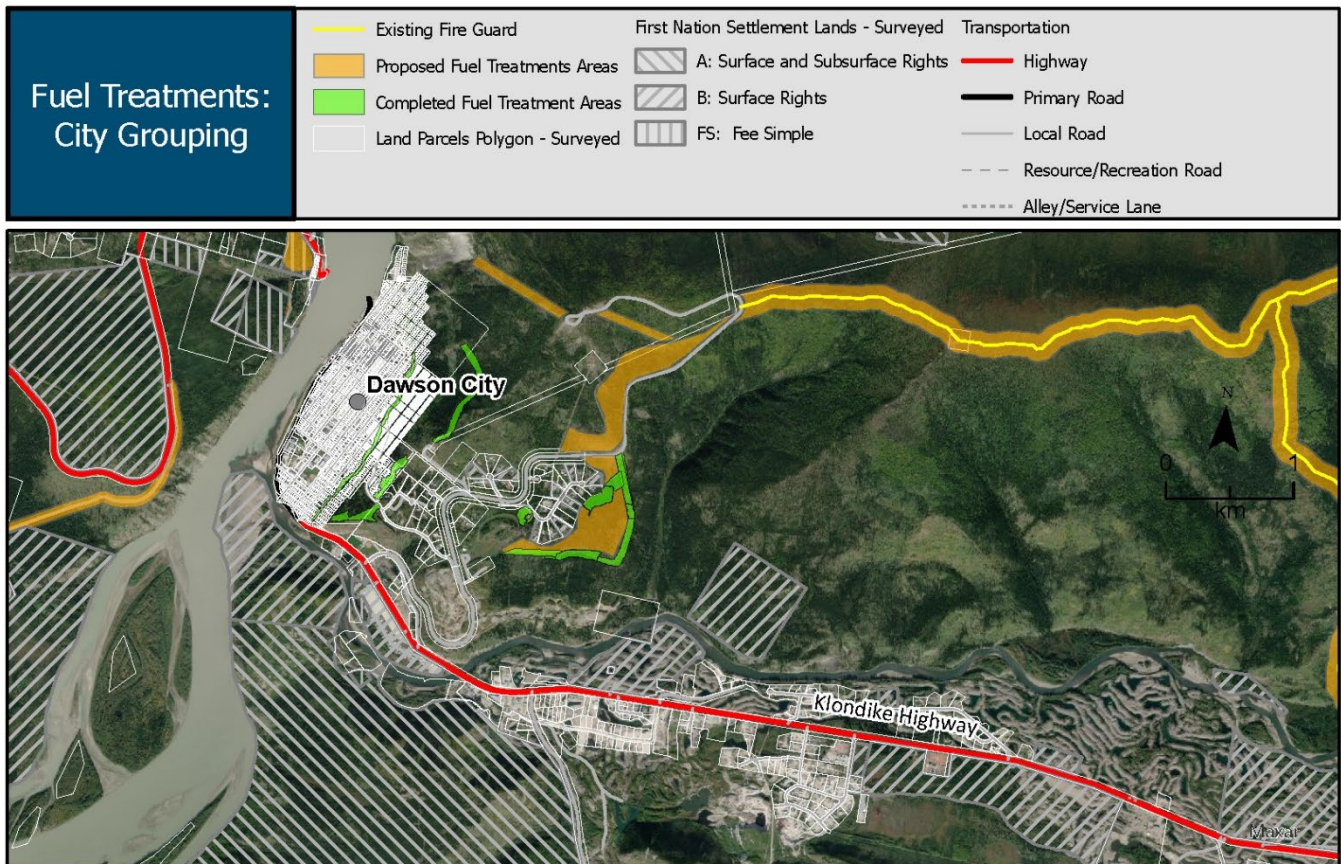 Fuel Treatments:
City Grouping
Existing Fire Guard
Proposed Fuel Treatments Areas
Completed Fuel Treatment Areas
Land Parcels Polygon - Surveyed
First Nation Settlement Lands - Surveyed
A: Surface and Subsurface Rights
B: Surface Rights
FS: Fee Simple
Transportation
Highway
Primary Road
Local Road
Resource/Recreation Road
Alley/Service Lane
Dawson City
N
0 1
km
Klondike Highway
Maxar